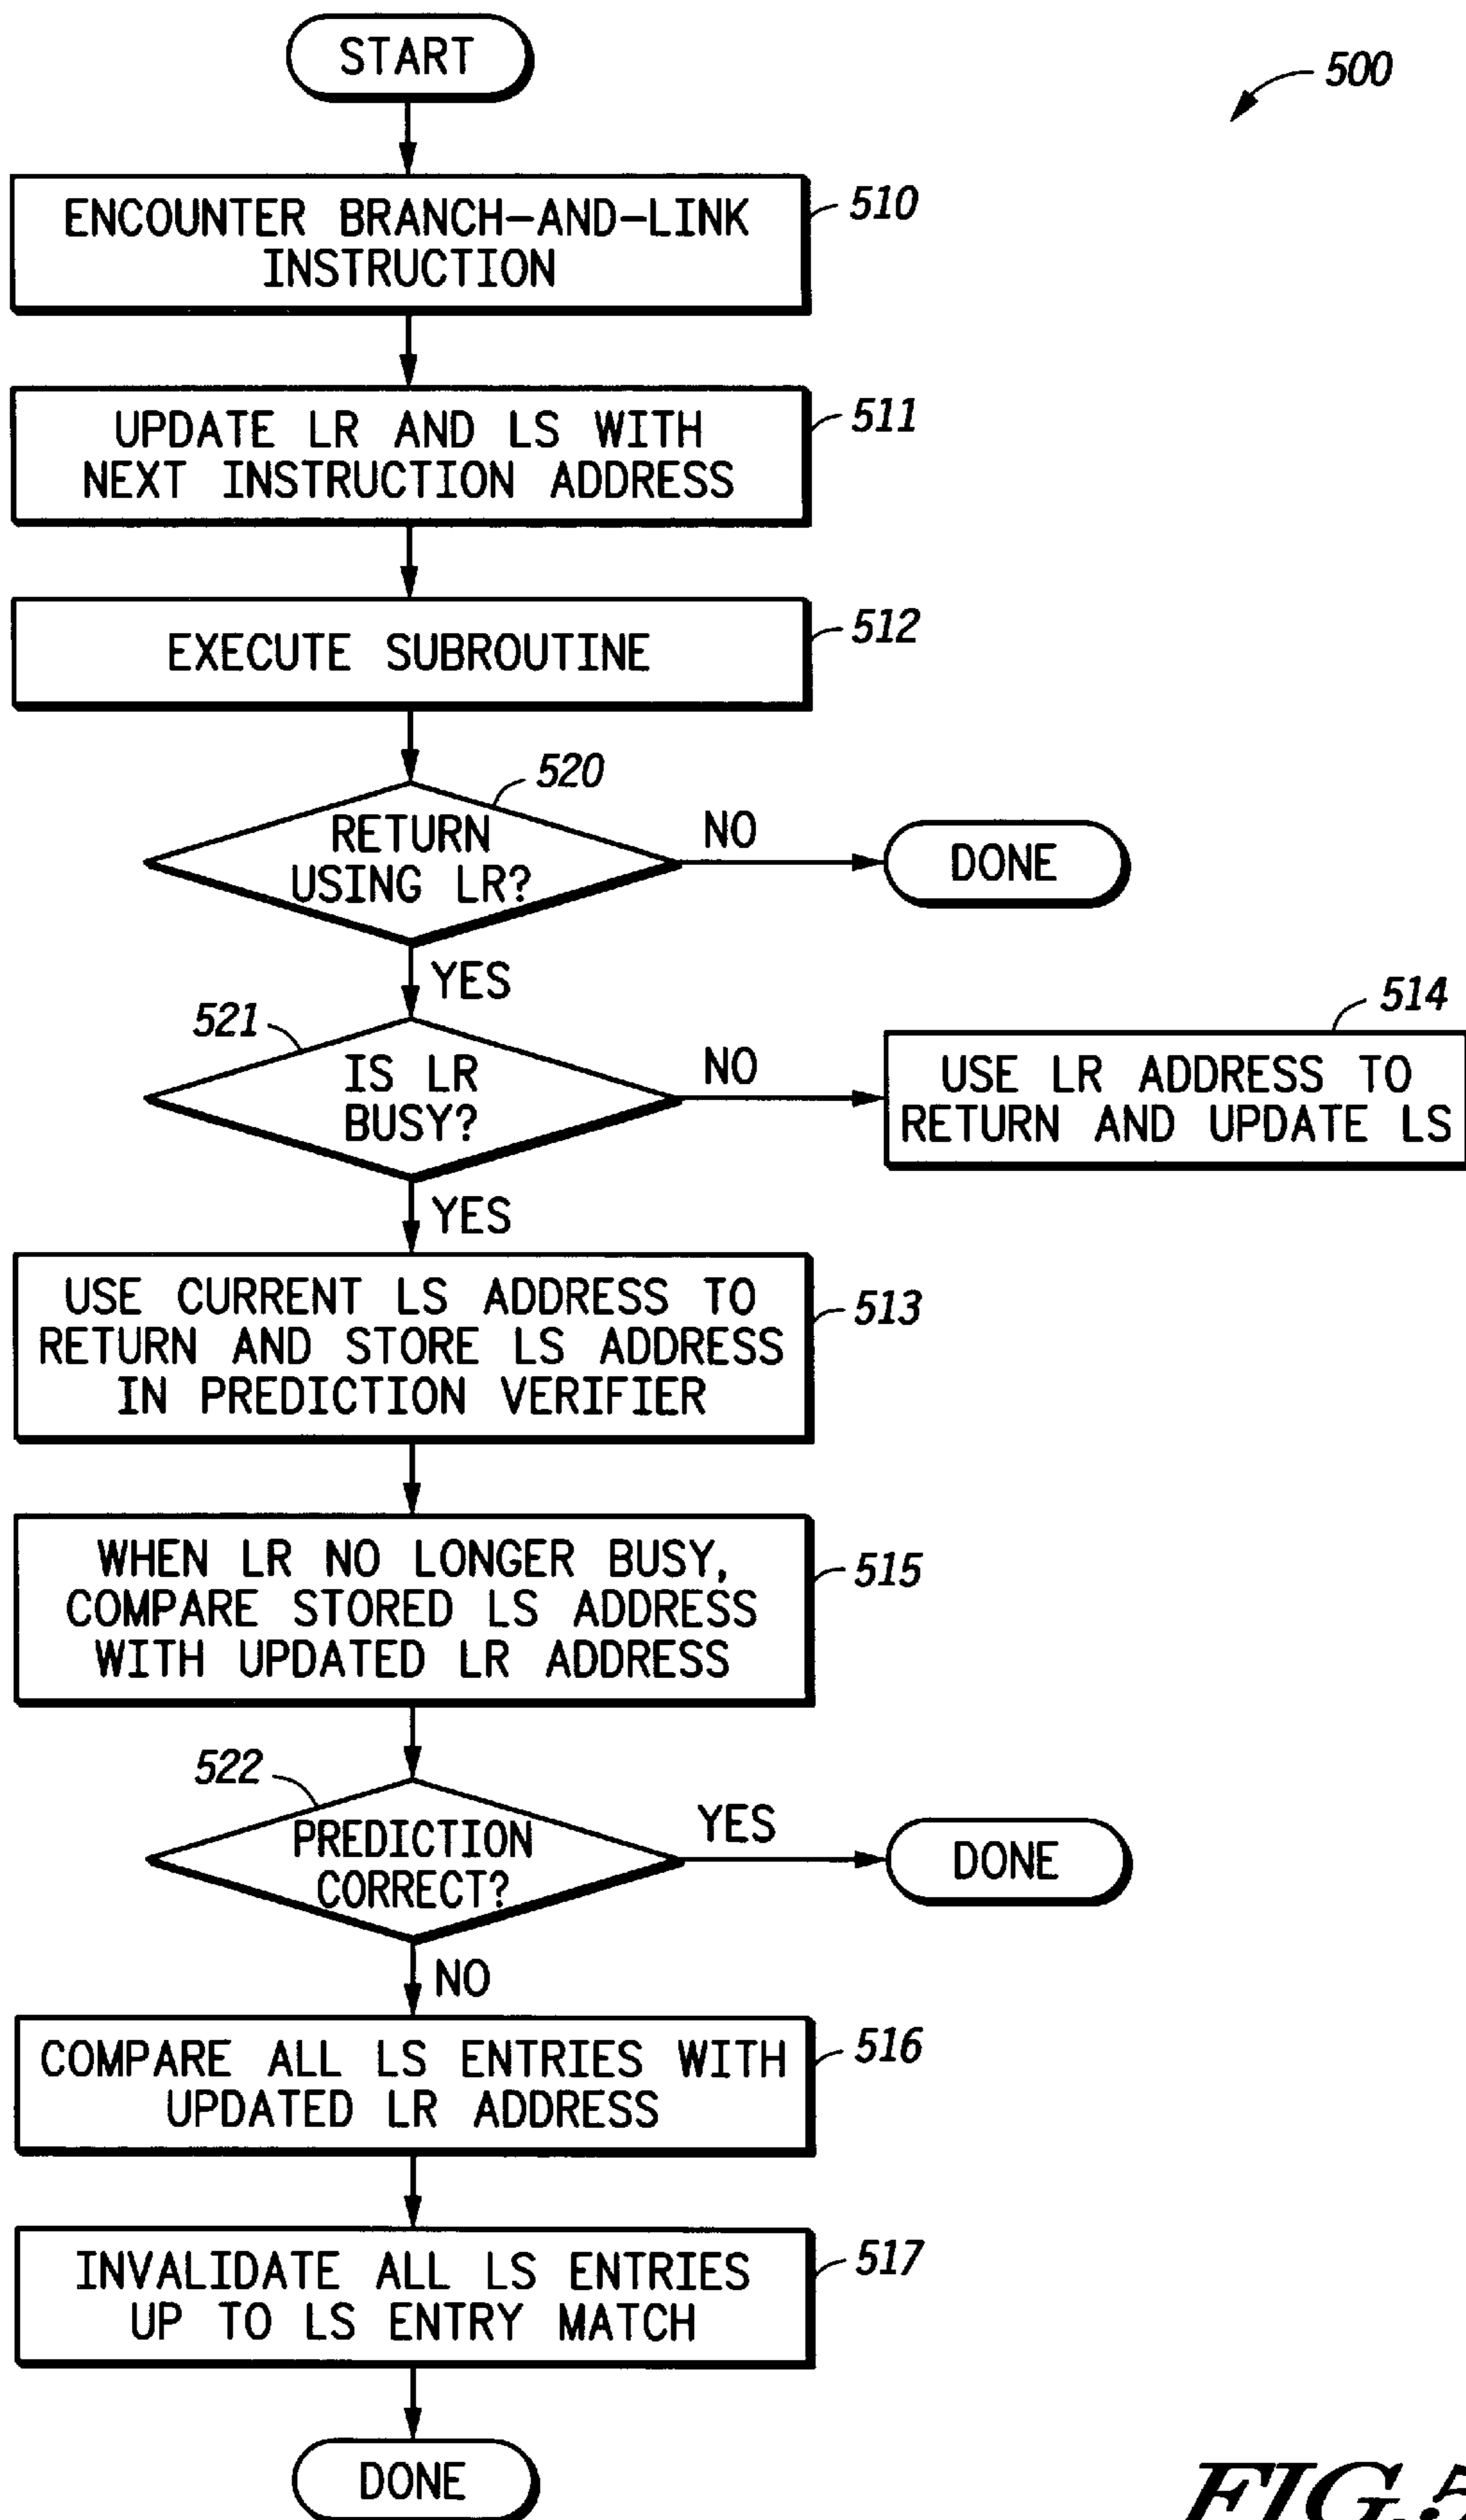 START
500
ENCOUNTER BRANCH-AND-LINK
INSTRUCTION
510
UPDATE LR AND LS WITH
NEXT INSTRUCTION ADDRESS
511
EXECUTE SUBROUTINE
512
520
RETURN
USING LR?
NO
DONE
YES
521
IS LR
BUSY?
NO
514
USE LR ADDRESS TO
RETURN AND UPDATE LS
YES
USE CURRENT LS ADDRESS TO
RETURN AND STORE LS ADDRESS
IN PREDICTION VERIFIER
513
WHEN LR NO LONGER BUSY,
COMPARE STORED LS ADDRESS
WITH UPDATED LR ADDRESS
515
522
PREDICTION
CORRECT?
YES
DONE
NO
COMPARE ALL LS ENTRIES WITH
UPDATED LR ADDRESS
516
INVALIDATE ALL LS ENTRIES
UP TO LS ENTRY MATCH
517
DONE
FIG.5